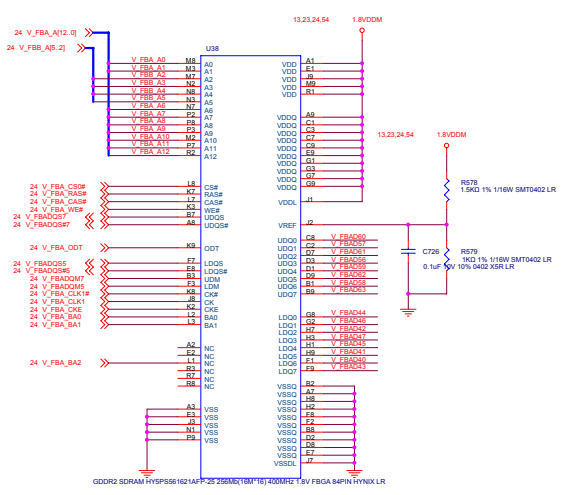 13,23,24,54 1.8VDDM
24 V_FBA_A[12..0]
24 V_FBB_A[5..2]
U38
V_FBA_A0 M8 A0 VDD A1
V_FBA_A1 M3 A1 VDD E1
V_FBB_A2 M7 A2 VDD J9
V_FBB_A3 N2 A3 VDD M9
V_FBB_A4 N8 A4 VDD R1
V_FBB_A5 N3 A5
V_FBA_A6 N7 A6
V_FBA_A7 P2 A7 VDDQ A9
V_FBA_A8 P8 A8 VDDQ C1
V_FBA_A9 P3 A9 VDDQ C3
V_FBA_A10 M2 A10 VDDQ C7
V_FBA_A11 P7 A11 VDDQ C9
V_FBA_A12 R2 A12 VDDQ E9
VDDQ G1
VDDQ G3
VDDQ G7
VDDQ G9
13,23,24,54 1.8VDDM
24 V_FBA_CS0# L8 CS#
24 V_FBA_RAS# K7 RAS#
24 V_FBA_CAS# L7 CAS# VDDL J1
24 V_FBA_WE# K3 WE#
24 V_FBADQS7 B7 UDQS
24 V_FBADQS#7 A8 UDQS# VREF J2
R578
1.5KΩ 1% 1/16W SMT0402 LR
24 V_FBA_ODT K9 ODT
UDQ0 C8 V_FBAD60
UDQ1 C2 V_FBAD57
UDQ2 D7 V_FBAD61
24 V_FBADQS5 F7 LDQS UDQ3 D3 V_FBAD56
24 V_FBADQS#5 E8 LDQS# UDQ4 D1 V_FBAD59
24 V_FBADQM7 B3 UDM UDQ5 D9 V_FBAD62
24 V_FBADQM5 F3 LDM UDQ6 B1 V_FBAD58
24 V_FBA_CLK1# K8 CK# UDQ7 B9 V_FBAD63
24 V_FBA_CLK1 J8 CK
24 V_FBA_CKE K2 CKE
24 V_FBA_BA0 L2 BA0
24 V_FBA_BA1 L3 BA1
C726
0.1uF 10V 10% 0402 X5R LR
R579
1KΩ 1% 1/16W SMT0402 LR
LDQ0 G8 V_FBAD44
LDQ1 G2 V_FBAD46
LDQ2 H7 V_FBAD42
LDQ3 H3 V_FBAD47
LDQ4 H1 V_FBAD45
LDQ5 H9 V_FBAD41
LDQ6 F1 V_FBAD40
LDQ7 F9 V_FBAD43
A2 NC
E2 NC
24 V_FBA_BA2 L1 NC
R3 NC
R7 NC
R8 NC
VSSQ B2
VSSQ A7
VSSQ H8
VSSQ H2
VSSQ F8
VSSQ F2
VSSQ B8
VSSQ D2
VSSQ D8
VSSQ E7
VSSDL J7
A3 VSS
E3 VSS
J3 VSS
N1 VSS
P9 VSS
GDDR2 SDRAM HY5PS561621AFP-25 256Mb(16M*16) 400MHz 1.8V FBGA 84PIN HYNIX LR